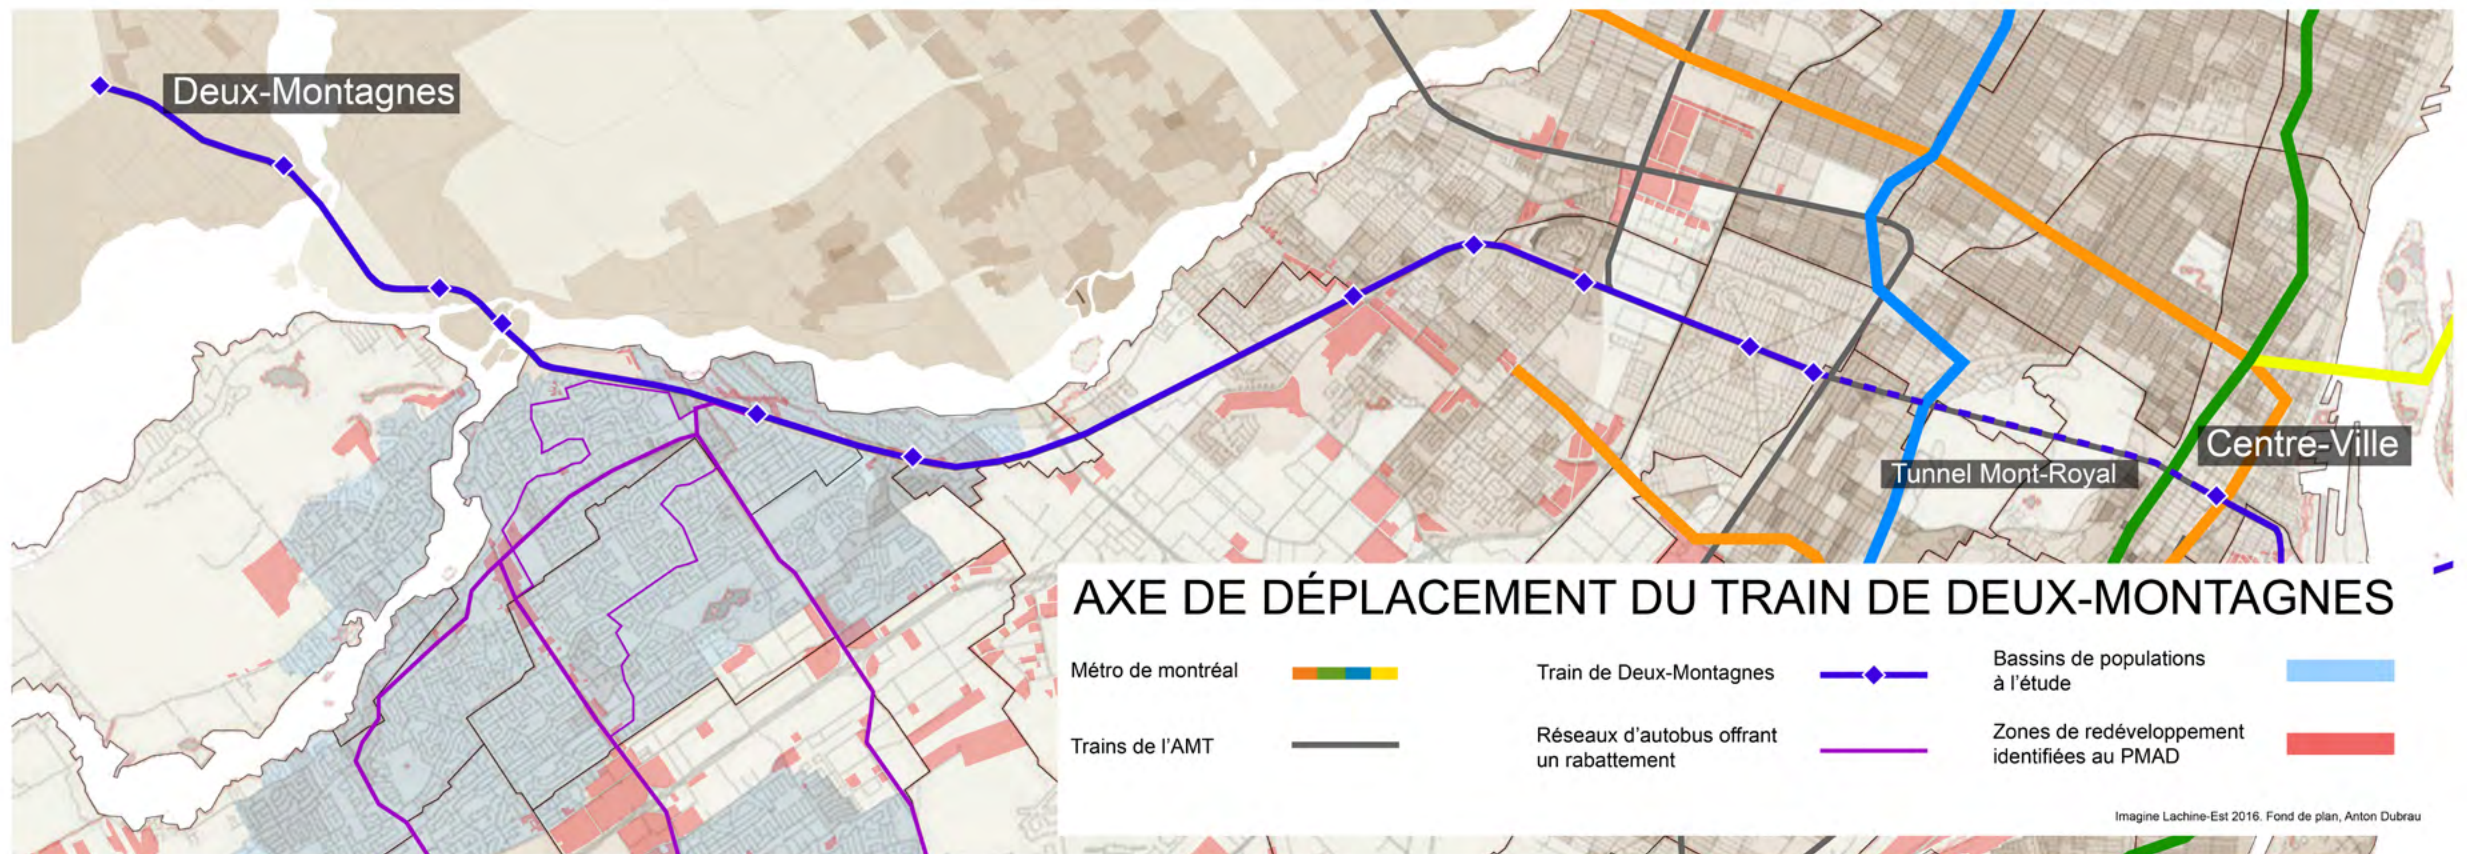 Deux-Montagnes
Centre-Ville
Tunnel Mont-Royal
AXE DE DÉPLACEMENT DU TRAIN DE DEUX-MONTAGNES
Métro de montréal
Trains de l'AMT
Train de Deux-Montagnes
Réseaux d'autobus offrant
un rabattement
Bassins de populations
à l'étude
Zones de redéveloppement
identifiées au PMAD
Imagine Lachine-Est 2016. Fond de plan, Anton Dubrau